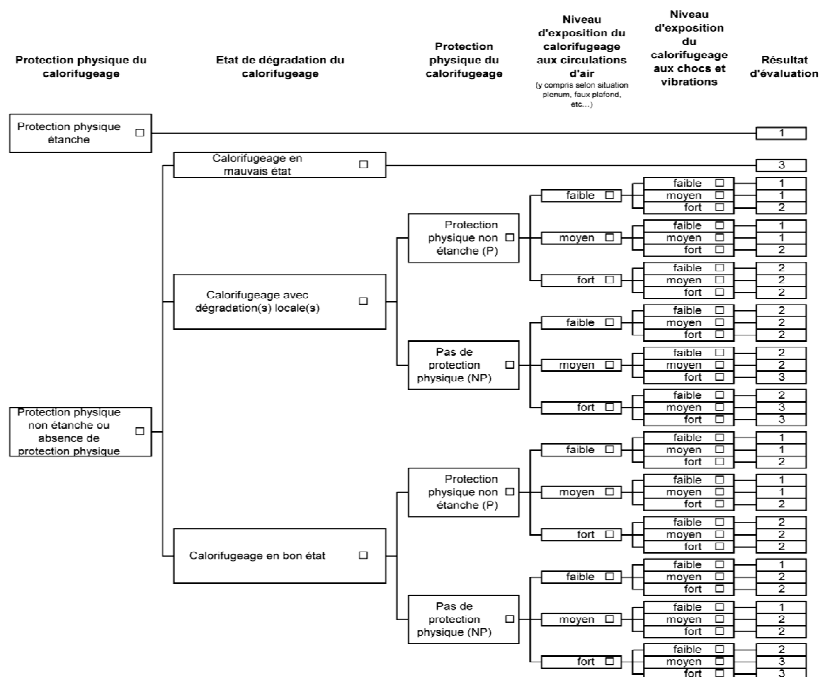 Protection physique du
calorifugeage
Etat de dégradation du
calorifugeage
Protection
physique du
calorifugeage
Niveau
d'exposition du
calorifugeage
aux circulations
d'air
(y compris selon situation
plenum, faux plafond,
etc...)
Niveau
d'exposition
du
calorifugeage
aux chocs et
vibrations
Résultat
d'évaluation
Protection physique
étanche ☐
1
Calorifugeage en
mauvais état ☐
3
Protection physique
non étanche ou
absence de
protection physique ☐
Calorifugeage avec
dégradation(s) locale(s) ☐
Protection
physique non
étanche (P) ☐
faible ☐
faible ☐ 1
moyen ☐ 1
fort ☐ 2
moyen ☐
faible ☐ 1
moyen ☐ 1
fort ☐ 2
fort ☐
faible ☐ 2
moyen ☐ 2
fort ☐ 2
Pas de
protection
physique (NP) ☐
faible ☐
faible ☐ 2
moyen ☐ 2
fort ☐ 2
moyen ☐
faible ☐ 2
moyen ☐ 2
fort ☐ 3
fort ☐
faible ☐ 2
moyen ☐ 3
fort ☐ 3
Calorifugeage en bon état ☐
Protection
physique non
étanche (P) ☐
faible ☐
faible ☐ 1
moyen ☐ 1
fort ☐ 2
moyen ☐
faible ☐ 1
moyen ☐ 1
fort ☐ 2
fort ☐
faible ☐ 2
moyen ☐ 2
fort ☐ 2
Pas de
protection
physique (NP) ☐
faible ☐
faible ☐ 1
moyen ☐ 2
fort ☐ 2
moyen ☐
faible ☐ 1
moyen ☐ 2
fort ☐ 2
fort ☐
faible ☐ 2
moyen ☐ 3
fort ☐ 3